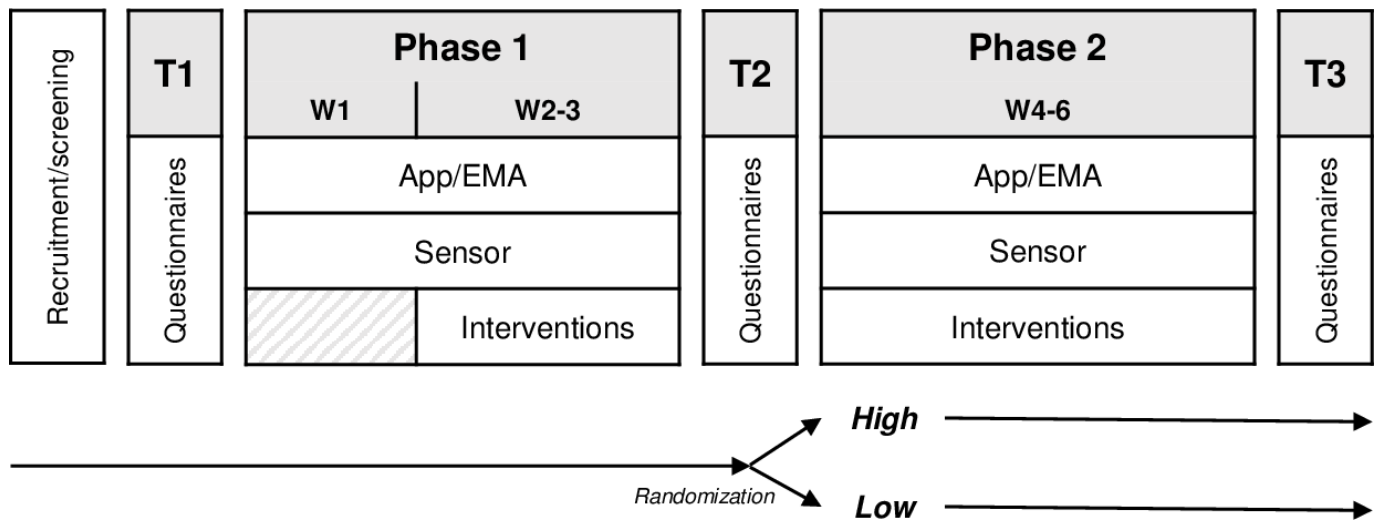 Recruitment/screening
T1
Questionnaires
Phase 1
W1
W2-3
App/EMA
Sensor
Interventions
T2
Questionnaires
Phase 2
W4-6
App/EMA
Sensor
Interventions
T3
Questionnaires
Randomization
High
Low